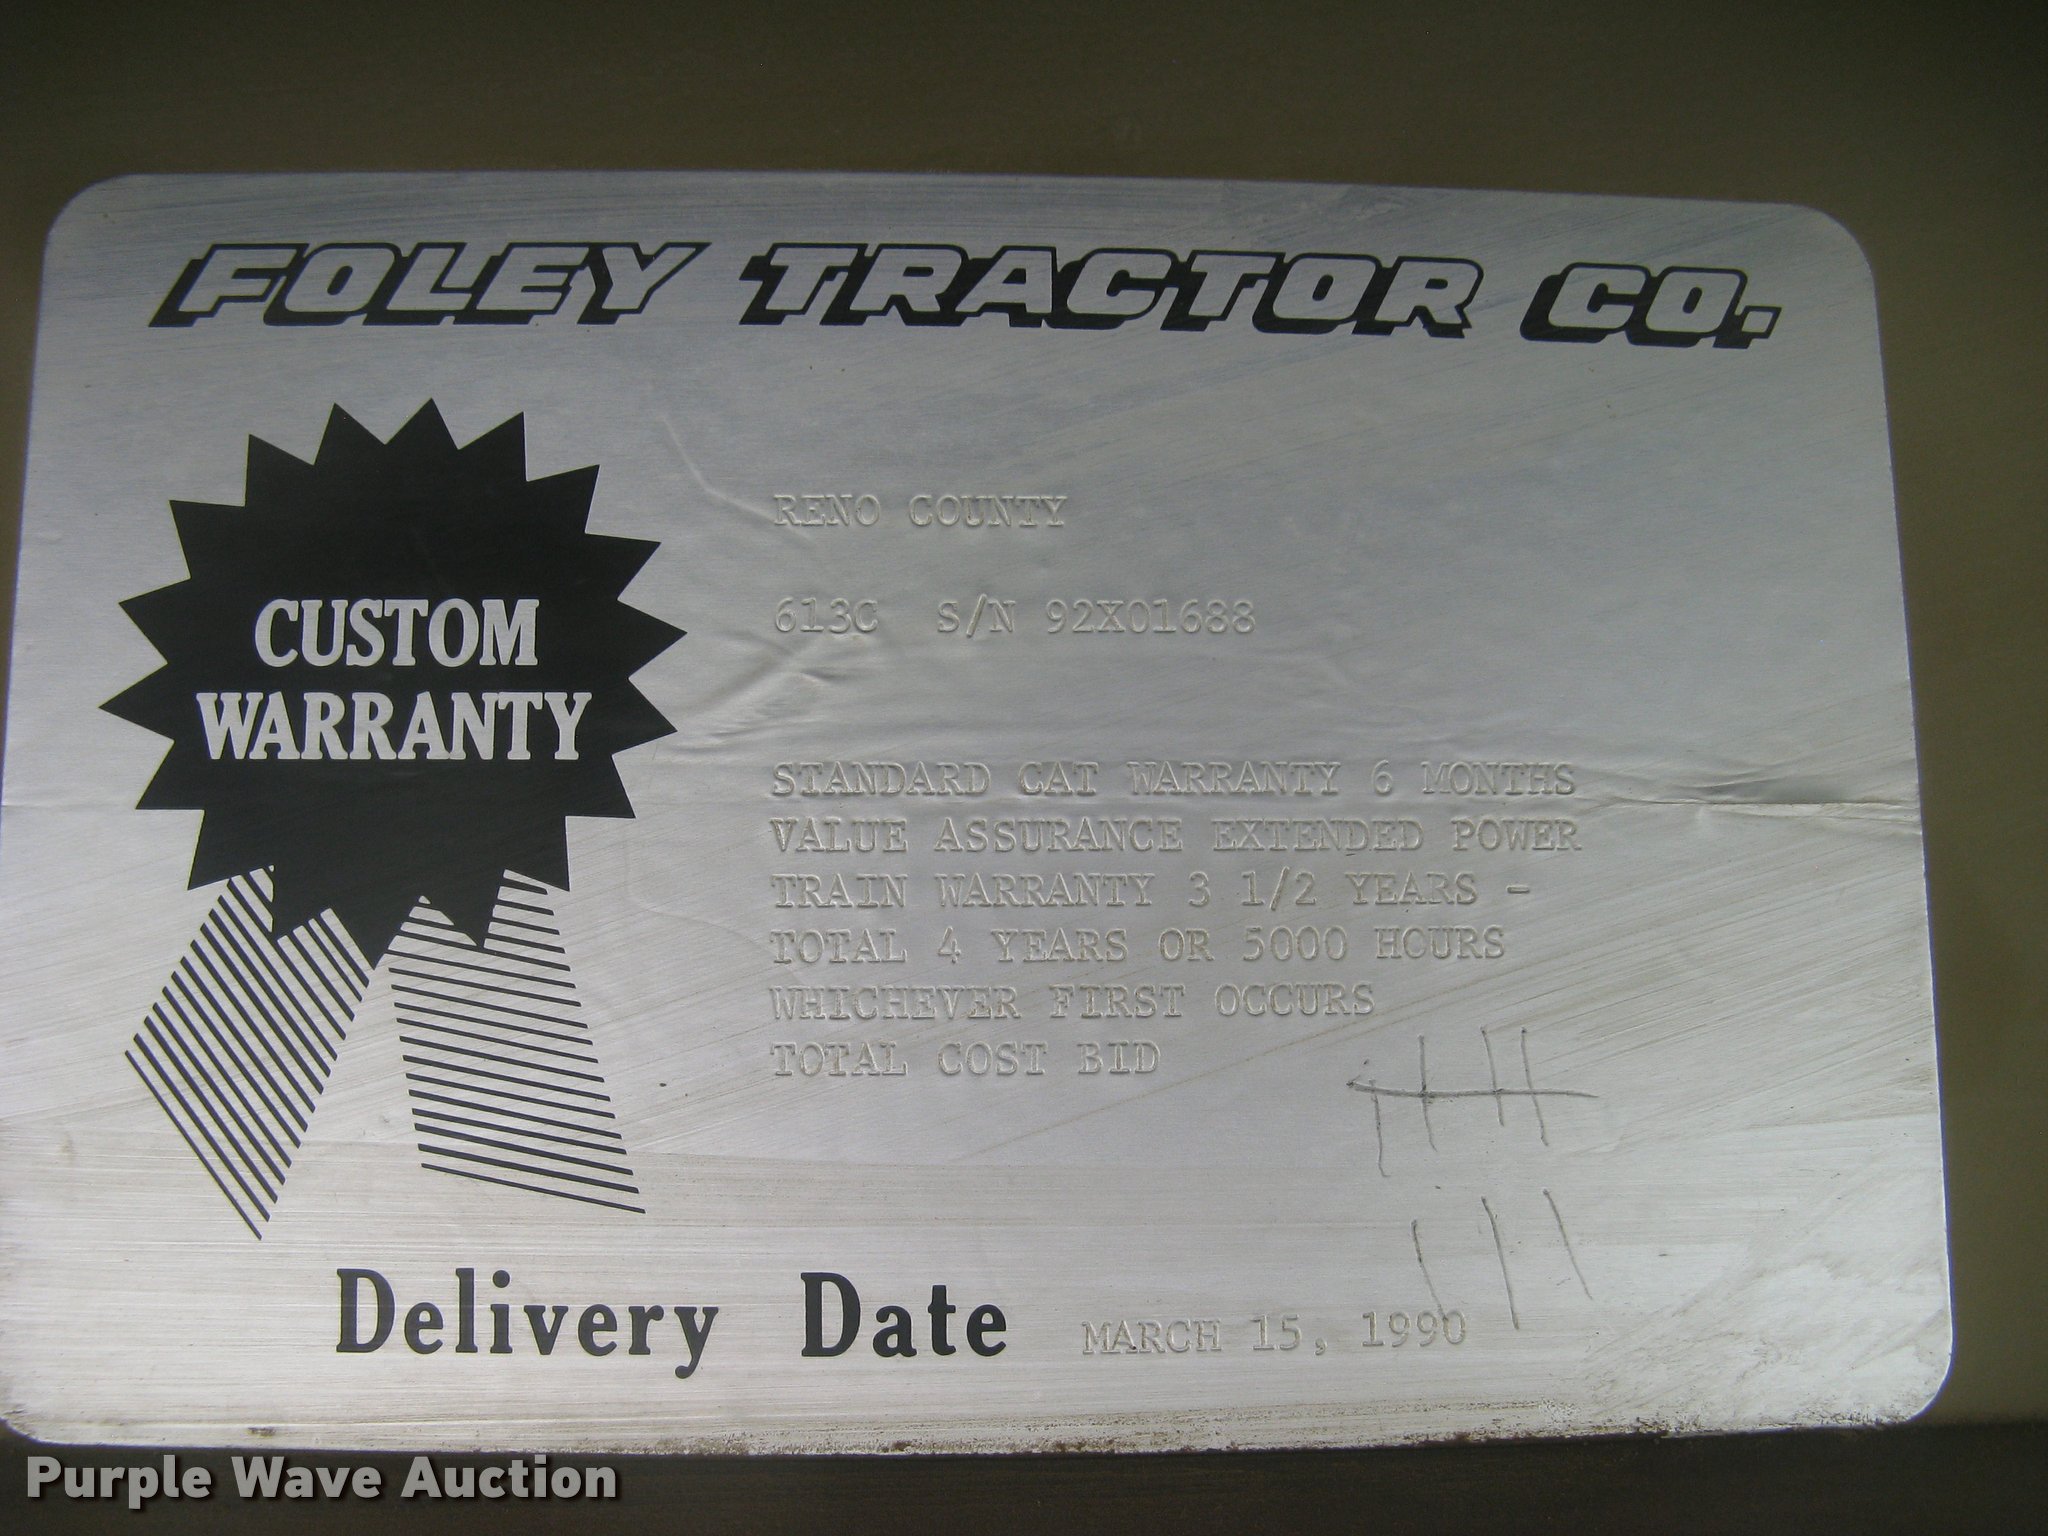 FOLEY TRACTOR CO.
CUSTOM
WARRANTY
RENO COUNTY
613C S/N 92X01688
STANDARD CAT WARRANTY 6 MONTHS
VALUE ASSURANCE EXTENDED POWER
TRAIN WARRANTY 3 1/2 YEARS -
TOTAL 4 YEARS OR 5000 HOURS
WHICHEVER FIRST OCCURS
TOTAL COST BID
Delivery Date MARCH 15, 1990
Purple Wave Auction